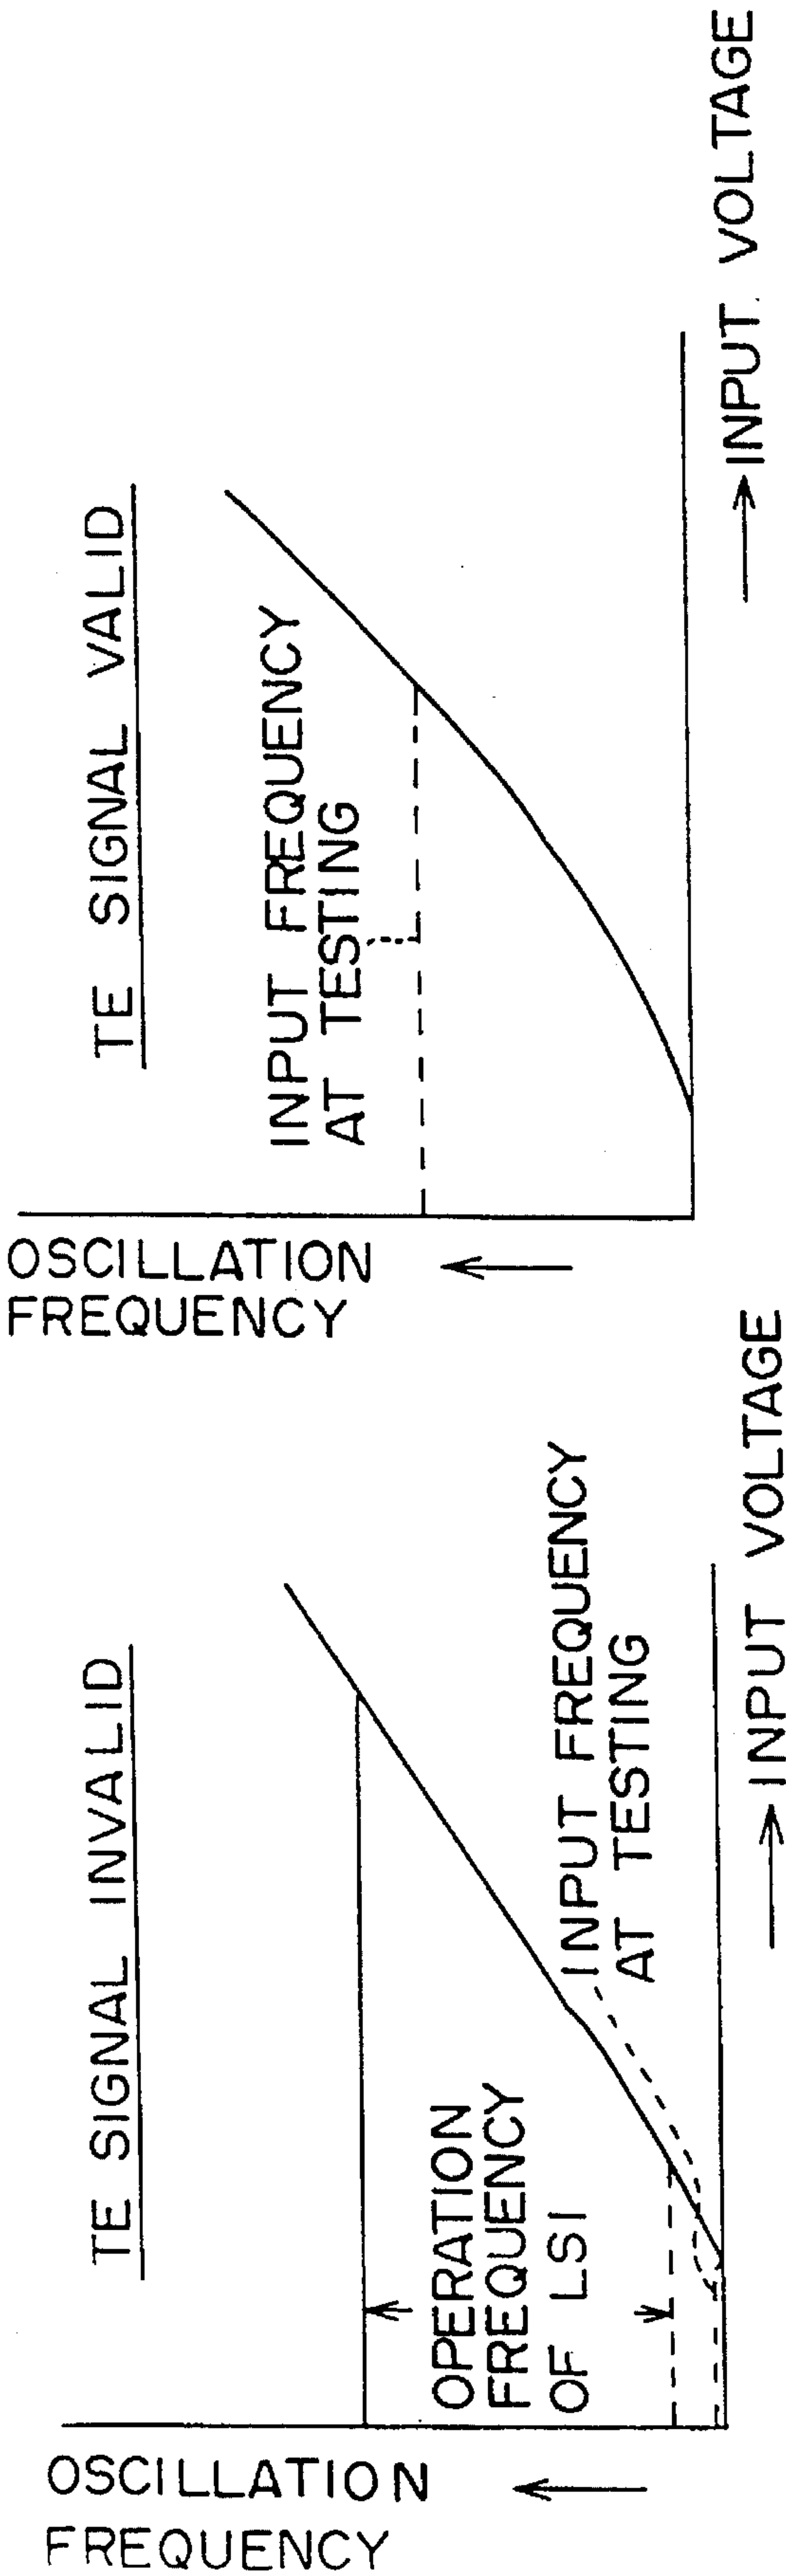 TE SIGNAL INVALID
OSCILLATION
FREQUENCY
OPERATION
FREQUENCY
OF LSI
INPUT FREQUENCY
AT TESTING
INPUT VOLTAGE
TE SIGNAL VALID
OSCILLATION
FREQUENCY
INPUT FREQUENCY
AT TESTING
INPUT VOLTAGE